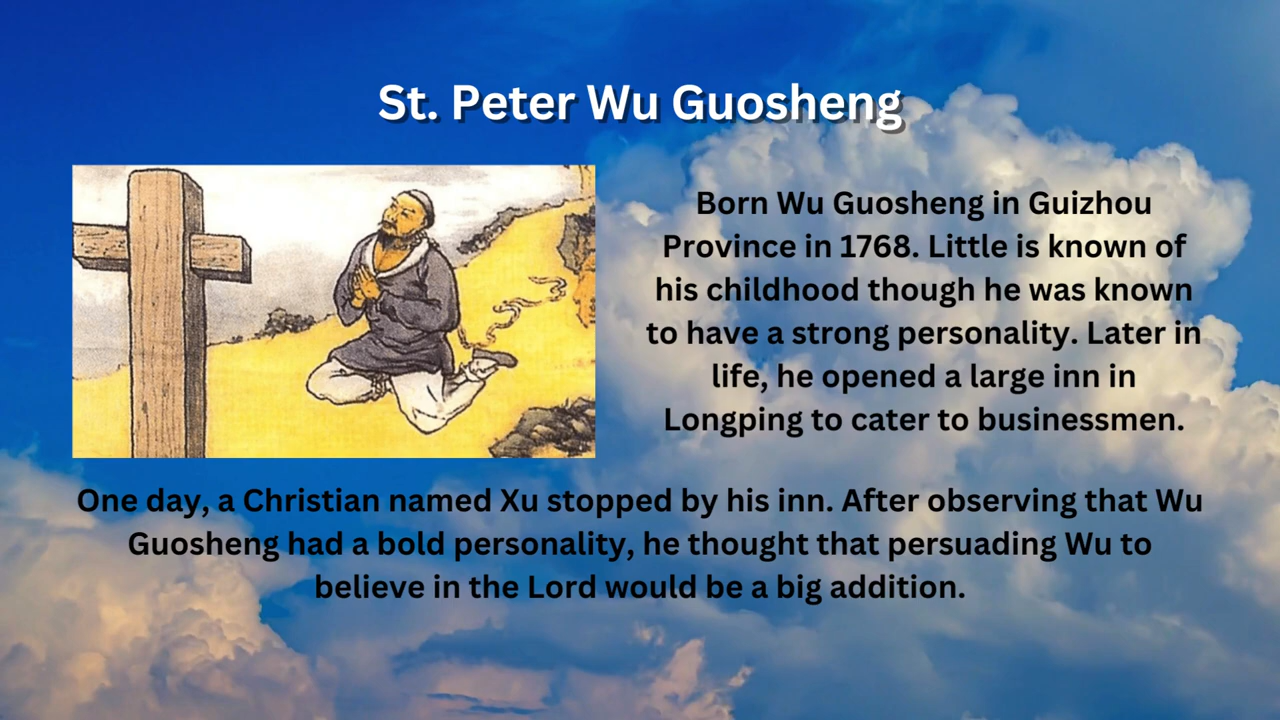 St. Peter Wu Guosheng
Born Wu Guosheng in Guizhou
Province in 1768. Little is known of
his childhood though he was known
to have a strong personality. Later in
life, he opened a large inn in
Longping to cater to businessmen.
One day, a Christian named Xu stopped by his inn. After observing that Wu
Guosheng had a bold personality, he thought that persuading Wu to
believe in the Lord would be a big addition.